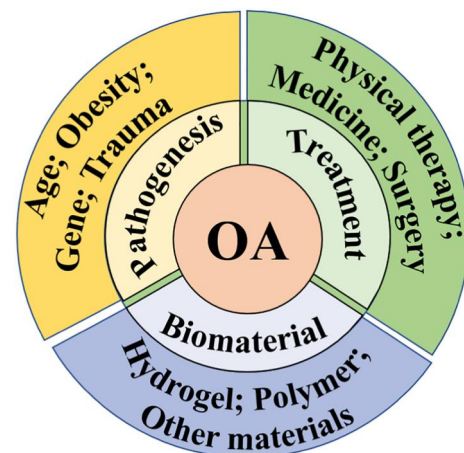 Age; Obesity;
Gene; Trauma
Pathogenesis
Physical therapy;
Medicine; Surgery
Treatment
OA
Biomaterial
Hydrogel; Polymer;
Other materials